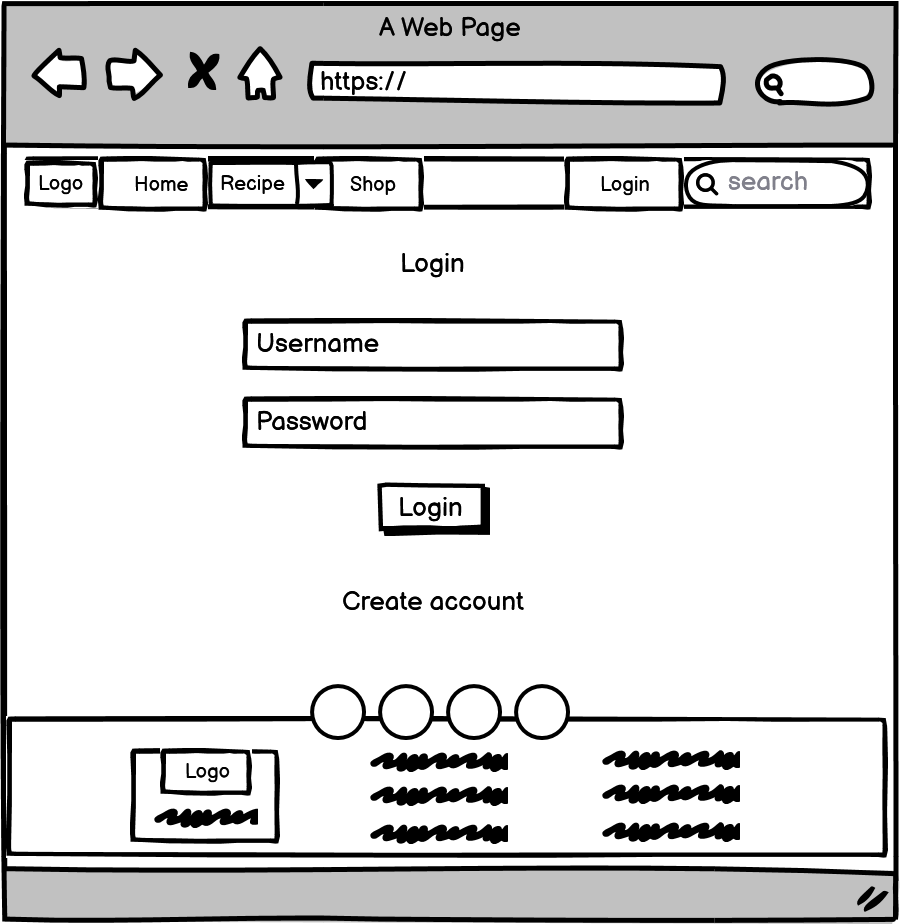 A Web Page
https://
Logo Home Recipe Shop Login search
Login
Username
Password
Login
Create account
Logo